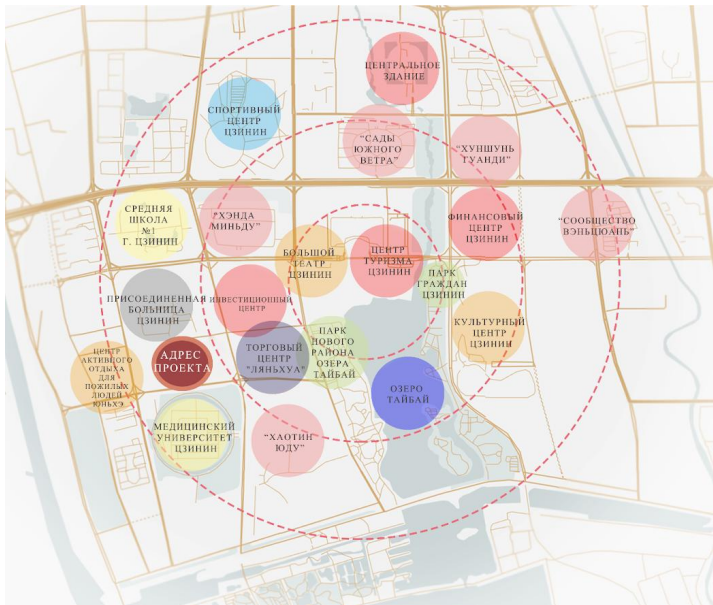 ЦЕНТРАЛЬНОЕ
ЗДАНИЕ
СПОРТИВНЫЙ
ЦЕНТР
ЦЗИНИН
“САДЫ
ЮЖНОГО
ВЕТРА”
“ХУНШУНЬ
ГУАНДИ”
СРЕДНЯЯ
ШКОЛА
№1
Г. ЦЗИНИН
“ХЭНДА
МИНЬДУ”
ФИНАНСОВЫЙ
ЦЕНТР
ЦЗИНИН
“СООБЩЕСТВО
ВЭНЬЦЮАНЬ”
БОЛЬШОЙ
ТЕАТР
ЦЗИНИН
ЦЕНТР
ТУРИЗМА
ЦЗИНИН
ПАРК
ГРАЖДАН
ЦЗИНИН
ПРИСОЕДИНЕННАЯ
БОЛЬНИЦА
ЦЗИНИН
ИНВЕСТИЦИОННЫЙ
ЦЕНТР
КУЛЬТУРНЫЙ
ЦЕНТР
ЦЗИНИН
ЦЕНТР
АКТИВНОГО
ОТДЫХА
ДЛЯ
ПОЖИЛЫХ
ЛЮДЕЙ
ЮНЬХЭ
АДРЕС
ПРОЕКТА
ТОРГОВЫЙ
ЦЕНТР
“ЛЯНЬХУА”
ПАРК
НОВОГО
РАЙОНА
ОЗЕРА
ТАЙБАЙ
ОЗЕРО
ТАЙБАЙ
МЕДИЦИНСКИЙ
УНИВЕРСИТЕТ
ЦЗИНИН
“ХАОТИН
ЮДУ”